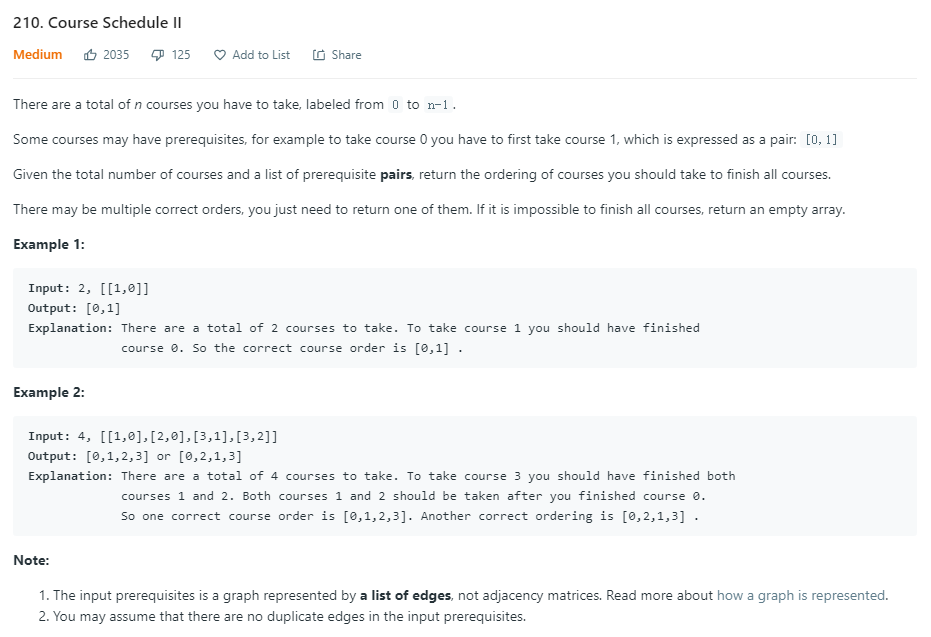 210. Course Schedule II
Medium 2035 125 Add to List Share
There are a total of n courses you have to take, labeled from 0 to n-1.
Some courses may have prerequisites, for example to take course 0 you have to first take course 1, which is expressed as a pair: [0,1]
Given the total number of courses and a list of prerequisite pairs, return the ordering of courses you should take to finish all courses.
There may be multiple correct orders, you just need to return one of them. If it is impossible to finish all courses, return an empty array.
Example 1:
Input: 2, [[1,0]]
Output: [0,1]
Explanation: There are a total of 2 courses to take. To take course 1 you should have finished
course 0. So the correct course order is [0,1] .
Example 2:
Input: 4, [[1,0],[2,0],[3,1],[3,2]]
Output: [0,1,2,3] or [0,2,1,3]
Explanation: There are a total of 4 courses to take. To take course 3 you should have finished both
courses 1 and 2. Both courses 1 and 2 should be taken after you finished course 0.
So one correct course order is [0,1,2,3]. Another correct ordering is [0,2,1,3] .
Note:
1. The input prerequisites is a graph represented by a list of edges, not adjacency matrices. Read more about how a graph is represented.
2. You may assume that there are no duplicate edges in the input prerequisites.